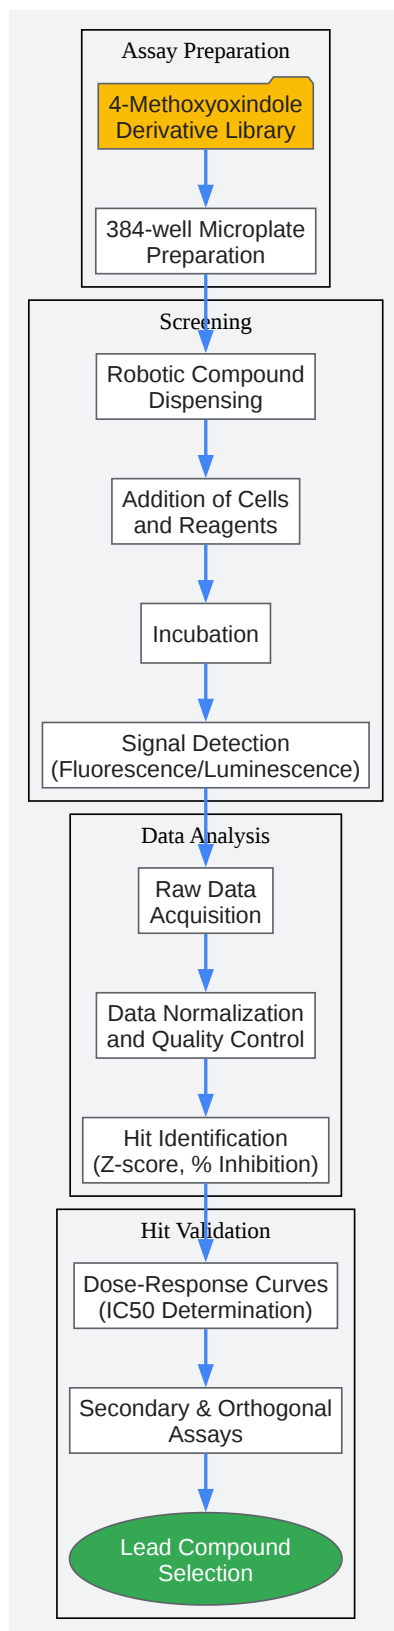 Assay Preparation
4-Methoxyoxindole
Derivative Library
384-well Microplate
Preparation
Screening
Robotic Compound
Dispensing
Addition of Cells
and Reagents
Incubation
Signal Detection
(Fluorescence/Luminescence)
Data Analysis
Raw Data
Acquisition
Data Normalization
and Quality Control
Hit Identification
(Z-score, % Inhibition)
Hit Validation
Dose-Response Curves
(IC50 Determination)
Secondary & Orthogonal
Assays
Lead Compound
Selection